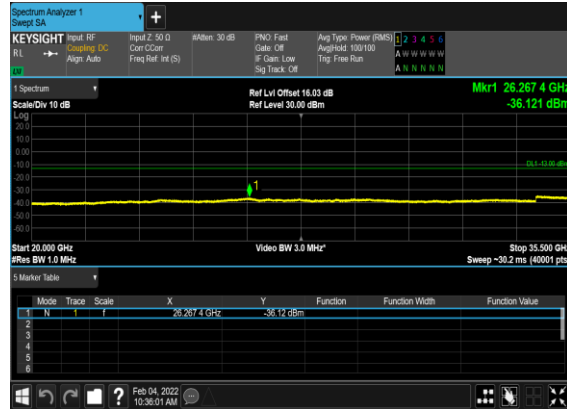 Spectrum Analyzer 1
Swept SA
+
KEYSIGHT Input: RF Input Z: 50 Ω #Atten: 30 dB PNO: Fast Avg Type: Power (RMS) 1 2 3 4 5 6
RL Coupling: DC Corr CCorr Gate: Off Avg|Hold: 100/100 A W W W W W
Align: Auto Freq Ref: Int (S) IF Gain: Low Trig: Free Run
Sig Track: Off A N N N N N
1 Spectrum Ref Lvl Offset 16.03 dB Mkr1 26.267 4 GHz
Scale/Div 10 dB Ref Level 30.00 dBm -36.121 dBm
Log
20.0
10.0
0.00
-10.0 DL1 -13.00 dBm
-20.0
-30.0 1
-40.0
-50.0
-60.0
Start 20.000 GHz Video BW 3.0 MHz* Stop 35.500 GHz
#Res BW 1.0 MHz Sweep ~30.2 ms (40001 pts)
5 Marker Table
Mode Trace Scale X Y Function Function Width Function Value
1 N 1 f 26.267 4 GHz -36.12 dBm
2
3
4
5
6
? Feb 04, 2022
10:36:01 AM